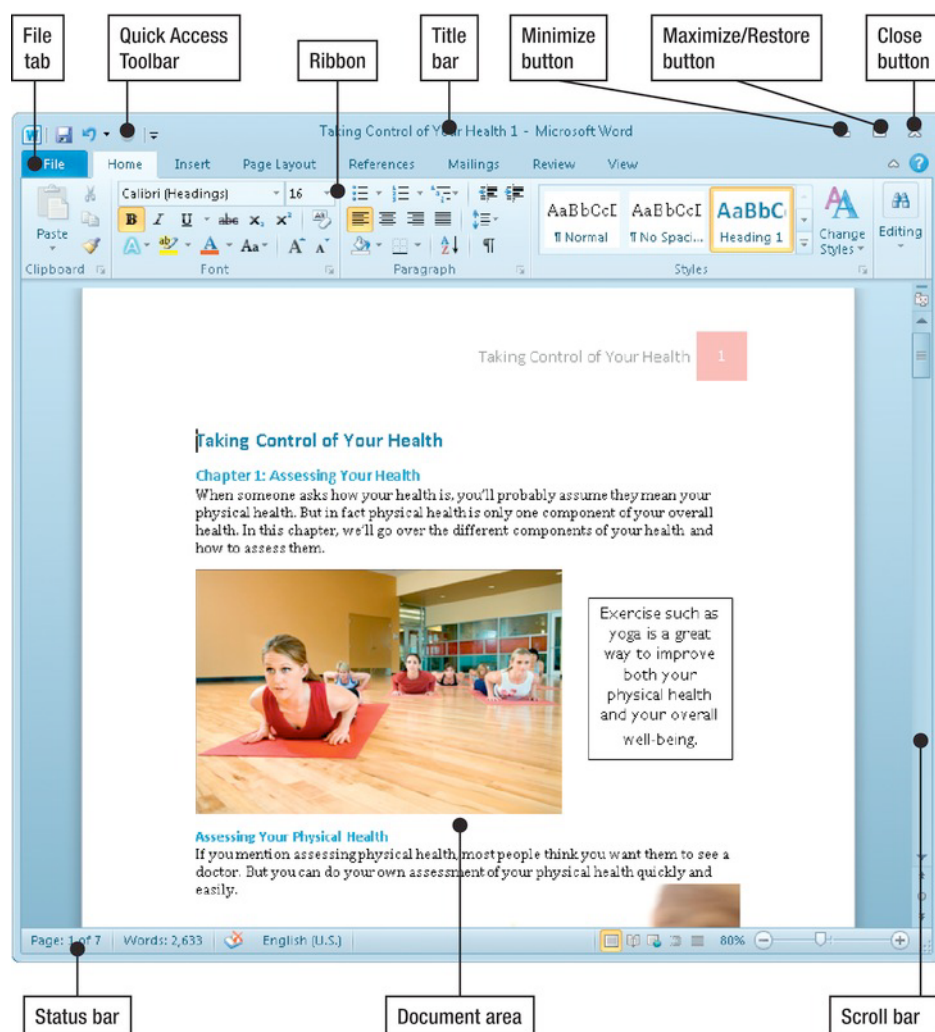 File
tab
Quick Access
Toolbar
Ribbon
Title
bar
Minimize
button
Maximize/Restore
button
Close
button
Taking Control of Your Health 1 - Microsoft Word
File Home Insert Page Layout References Mailings Review View
Calibri (Headings) 16
Paste
B I U abc x₂ x²
A ab A Aa A A
AaBbCcI AaBbCcI AaBbC
¶ Normal ¶ No Spaci... Heading 1
Change
Styles
Editing
Clipboard Font Paragraph Styles
Taking Control of Your Health 1
Taking Control of Your Health
Chapter 1: Assessing Your Health
When someone asks how your health is, you'll probably assume they mean your
physical health. But in fact physical health is only one component of your overall
health. In this chapter, we'll go over the different components of your health and
how to assess them.
Exercise such as
yoga is a great
way to improve
both your
physical health
and your overall
well-being.
Assessing Your Physical Health
If you mention assessing physical health, most people think you want them to see a
doctor. But you can do your own assessment of your physical health quickly and
easily.
Page: 1 of 7 Words: 2,633 English (U.S.) 80%
Status bar
Document area
Scroll bar